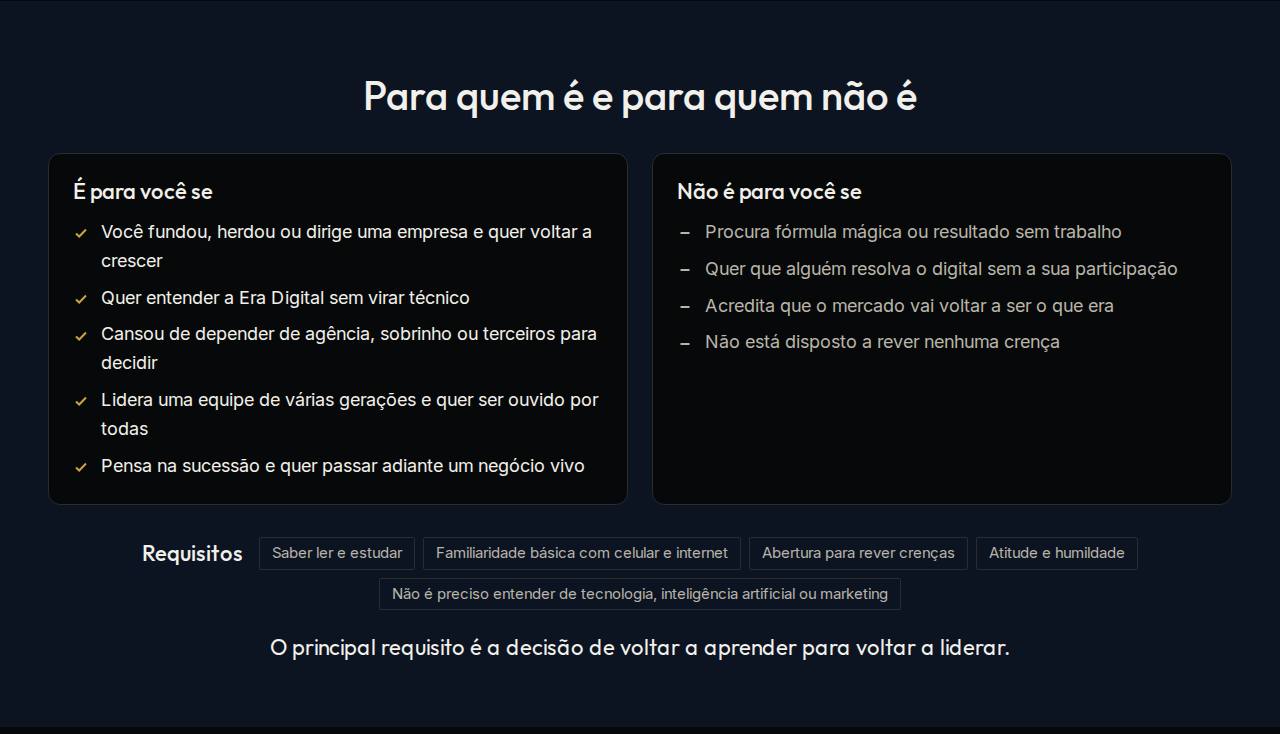 Para quem é e para quem não é
É para você se
Você fundou, herdou ou dirige uma empresa e quer voltar a
crescer
Quer entender a Era Digital sem virar técnico
Cansou de depender de agência, sobrinho ou terceiros para
decidir
Lidera uma equipe de várias gerações e quer ser ouvido por
todas
Pensa na sucessão e quer passar adiante um negócio vivo
Não é para você se
Procura fórmula mágica ou resultado sem trabalho
Quer que alguém resolva o digital sem a sua participação
Acredita que o mercado vai voltar a ser o que era
Não está disposto a rever nenhuma crença
Requisitos
Saber ler e estudar
Familiaridade básica com celular e internet
Abertura para rever crenças
Atitude e humildade
Não é preciso entender de tecnologia, inteligência artificial ou marketing
O principal requisito é a decisão de voltar a aprender para voltar a liderar.